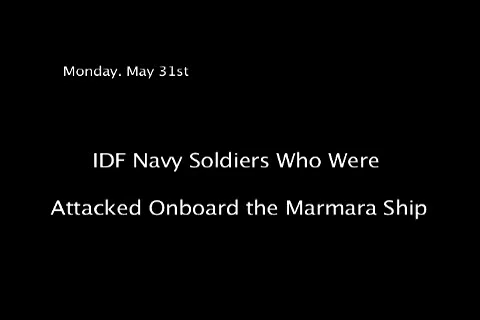 Monday. May 31st
IDF Navy Soldiers Who Were
Attacked Onboard the Marmara Ship